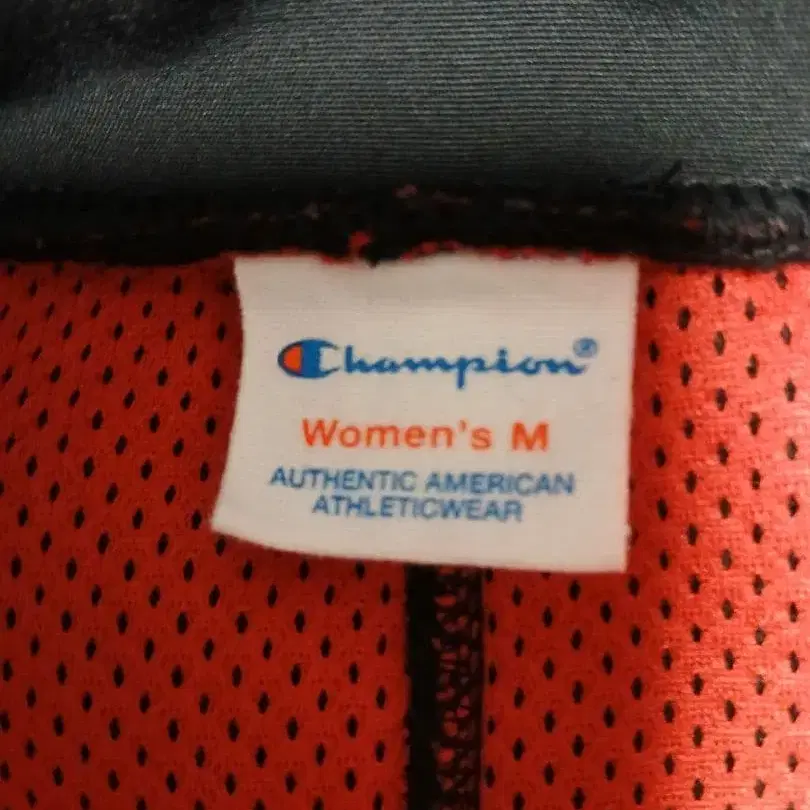 Champion®
Women's M
AUTHENTIC AMERICAN
ATHLETICWEAR